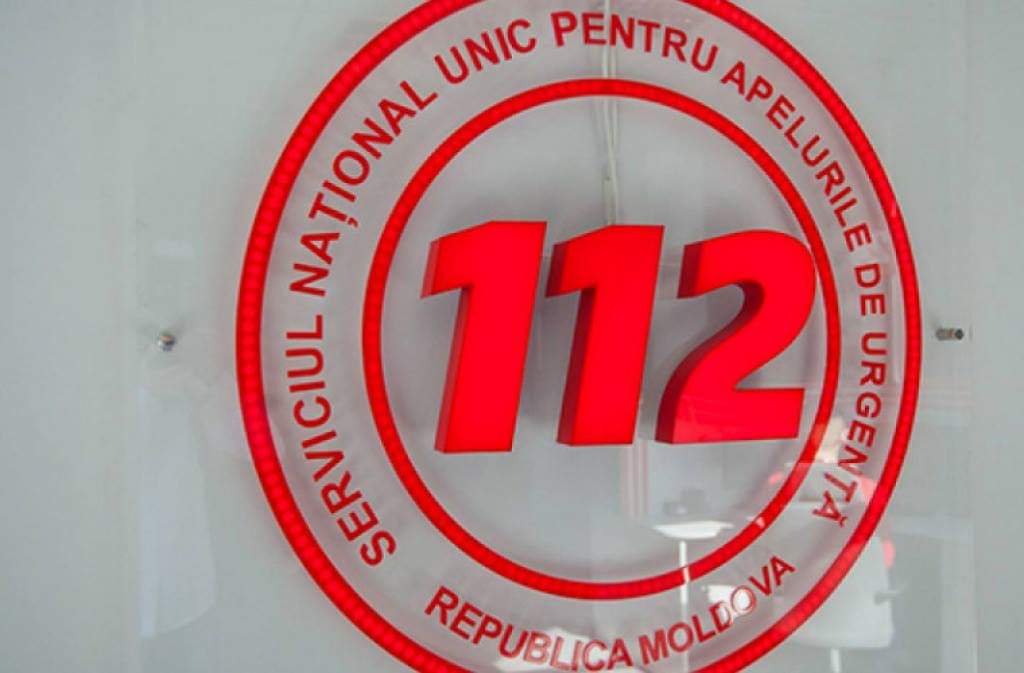 SERVICIUL NAȚIONAL UNIC PENTRU APELURILE DE URGENȚĂ
112
REPUBLICA MOLDOVA